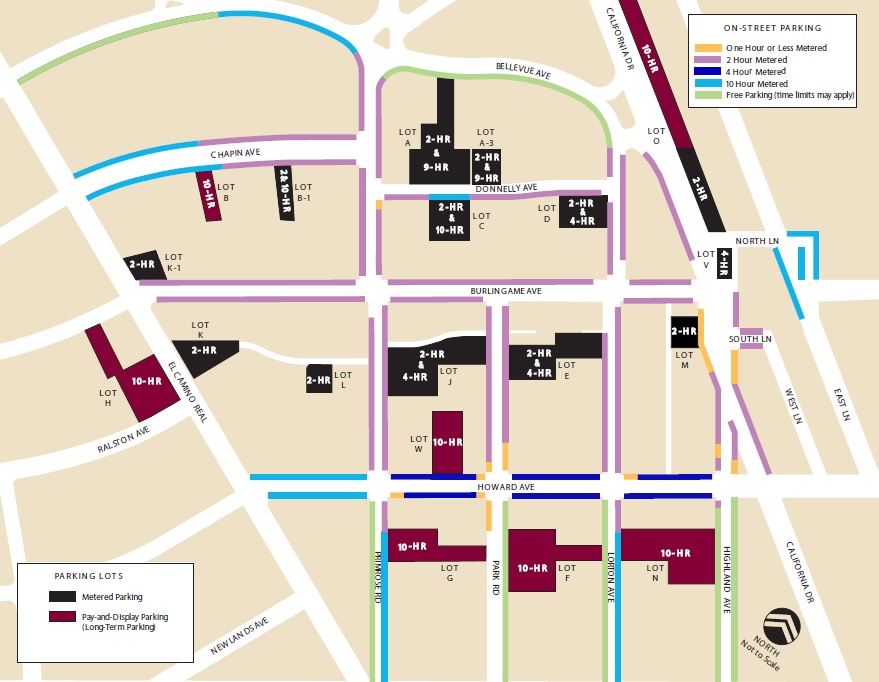 ON-STREET PARKING
One Hour or Less Metered
2 Hour Metered
4 Hour Metered
10 Hour Metered
Free Parking (time limits may apply)
CALIFORNIA DR
10-HR
BELLEVUE AVE
LOT
O
LOT
A
2-HR
&
9-HR
LOT
A-3
2-HR
&
9-HR
CHAPIN AVE
10-HR
LOT
B
2 & 10-HR
LOT
B-1
DONNELLY AVE
2-HR
&
10-HR
LOT
C
LOT
D
2-HR
&
4-HR
2-HR
NORTH LN
LOT
V
4-HR
2-HR
LOT
K-1
BURLINGAME AVE
LOT
K
2-HR
2-HR
LOT
L
2-HR
&
4-HR
LOT
J
2-HR
&
4-HR
LOT
E
2-HR
LOT
M
SOUTH LN
10-HR
LOT
H
EL CAMINO REAL
RALSTON AVE
WEST LN
EAST LN
LOT
W
10-HR
HOWARD AVE
10-HR
LOT
G
10-HR
LOT
F
10-HR
LOT
N
PRIMROSE RD
PARK RD
LORTON AVE
HIGHLAND AVE
CALIFORNIA DR
PARKING LOTS
Metered Parking
Pay-and-Display Parking
(Long-Term Parking)
NEWLANDS AVE
NORTH
Not to Scale